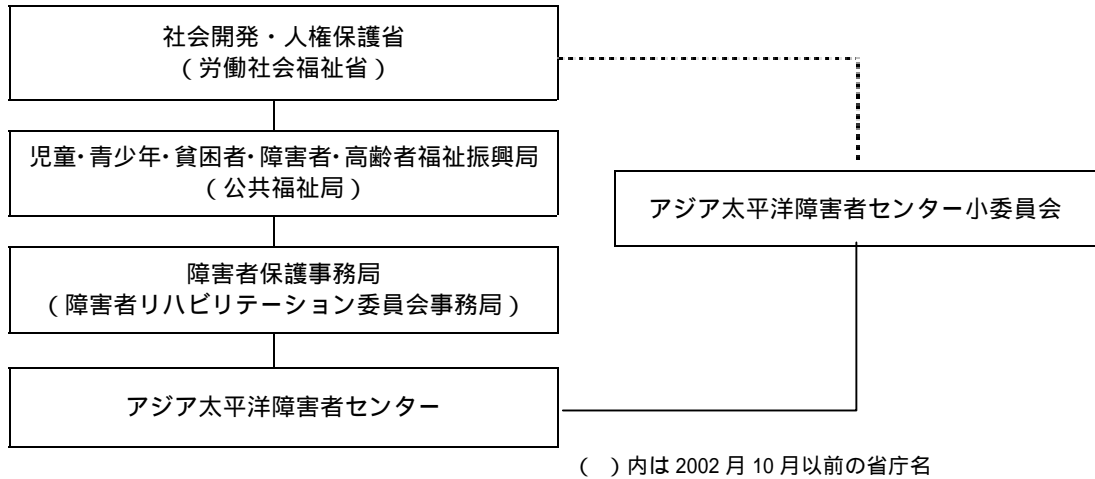 社会開発・人権保護省
(労働社会福祉省)
児童・青少年・貧困者・障害者・高齢者福祉振興局
(公共福祉局)
アジア太平洋障害者センター小委員会
障害者保護事務局
(障害者リハビリテーション委員会事務局)
アジア太平洋障害者センター
( )内は 2002 月 10 月以前の省庁名